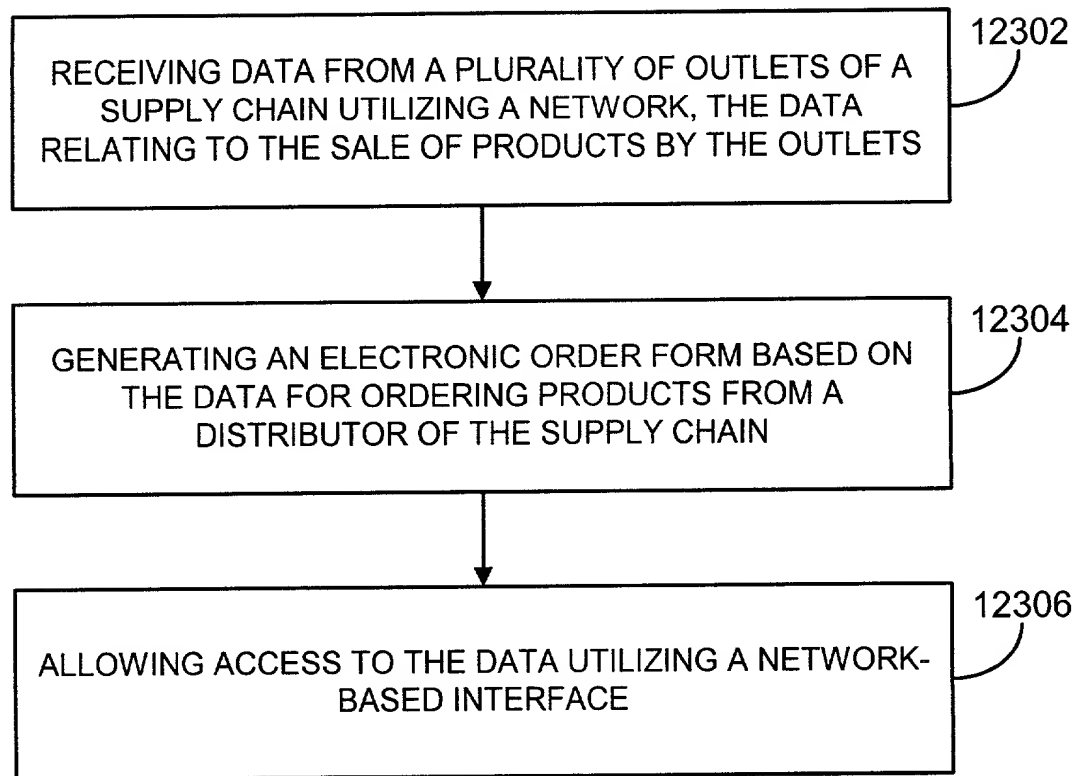 12302
RECEIVING DATA FROM A PLURALITY OF OUTLETS OF A
SUPPLY CHAIN UTILIZING A NETWORK, THE DATA
RELATING TO THE SALE OF PRODUCTS BY THE OUTLETS
12304
GENERATING AN ELECTRONIC ORDER FORM BASED ON
THE DATA FOR ORDERING PRODUCTS FROM A
DISTRIBUTOR OF THE SUPPLY CHAIN
12306
ALLOWING ACCESS TO THE DATA UTILIZING A NETWORK-
BASED INTERFACE